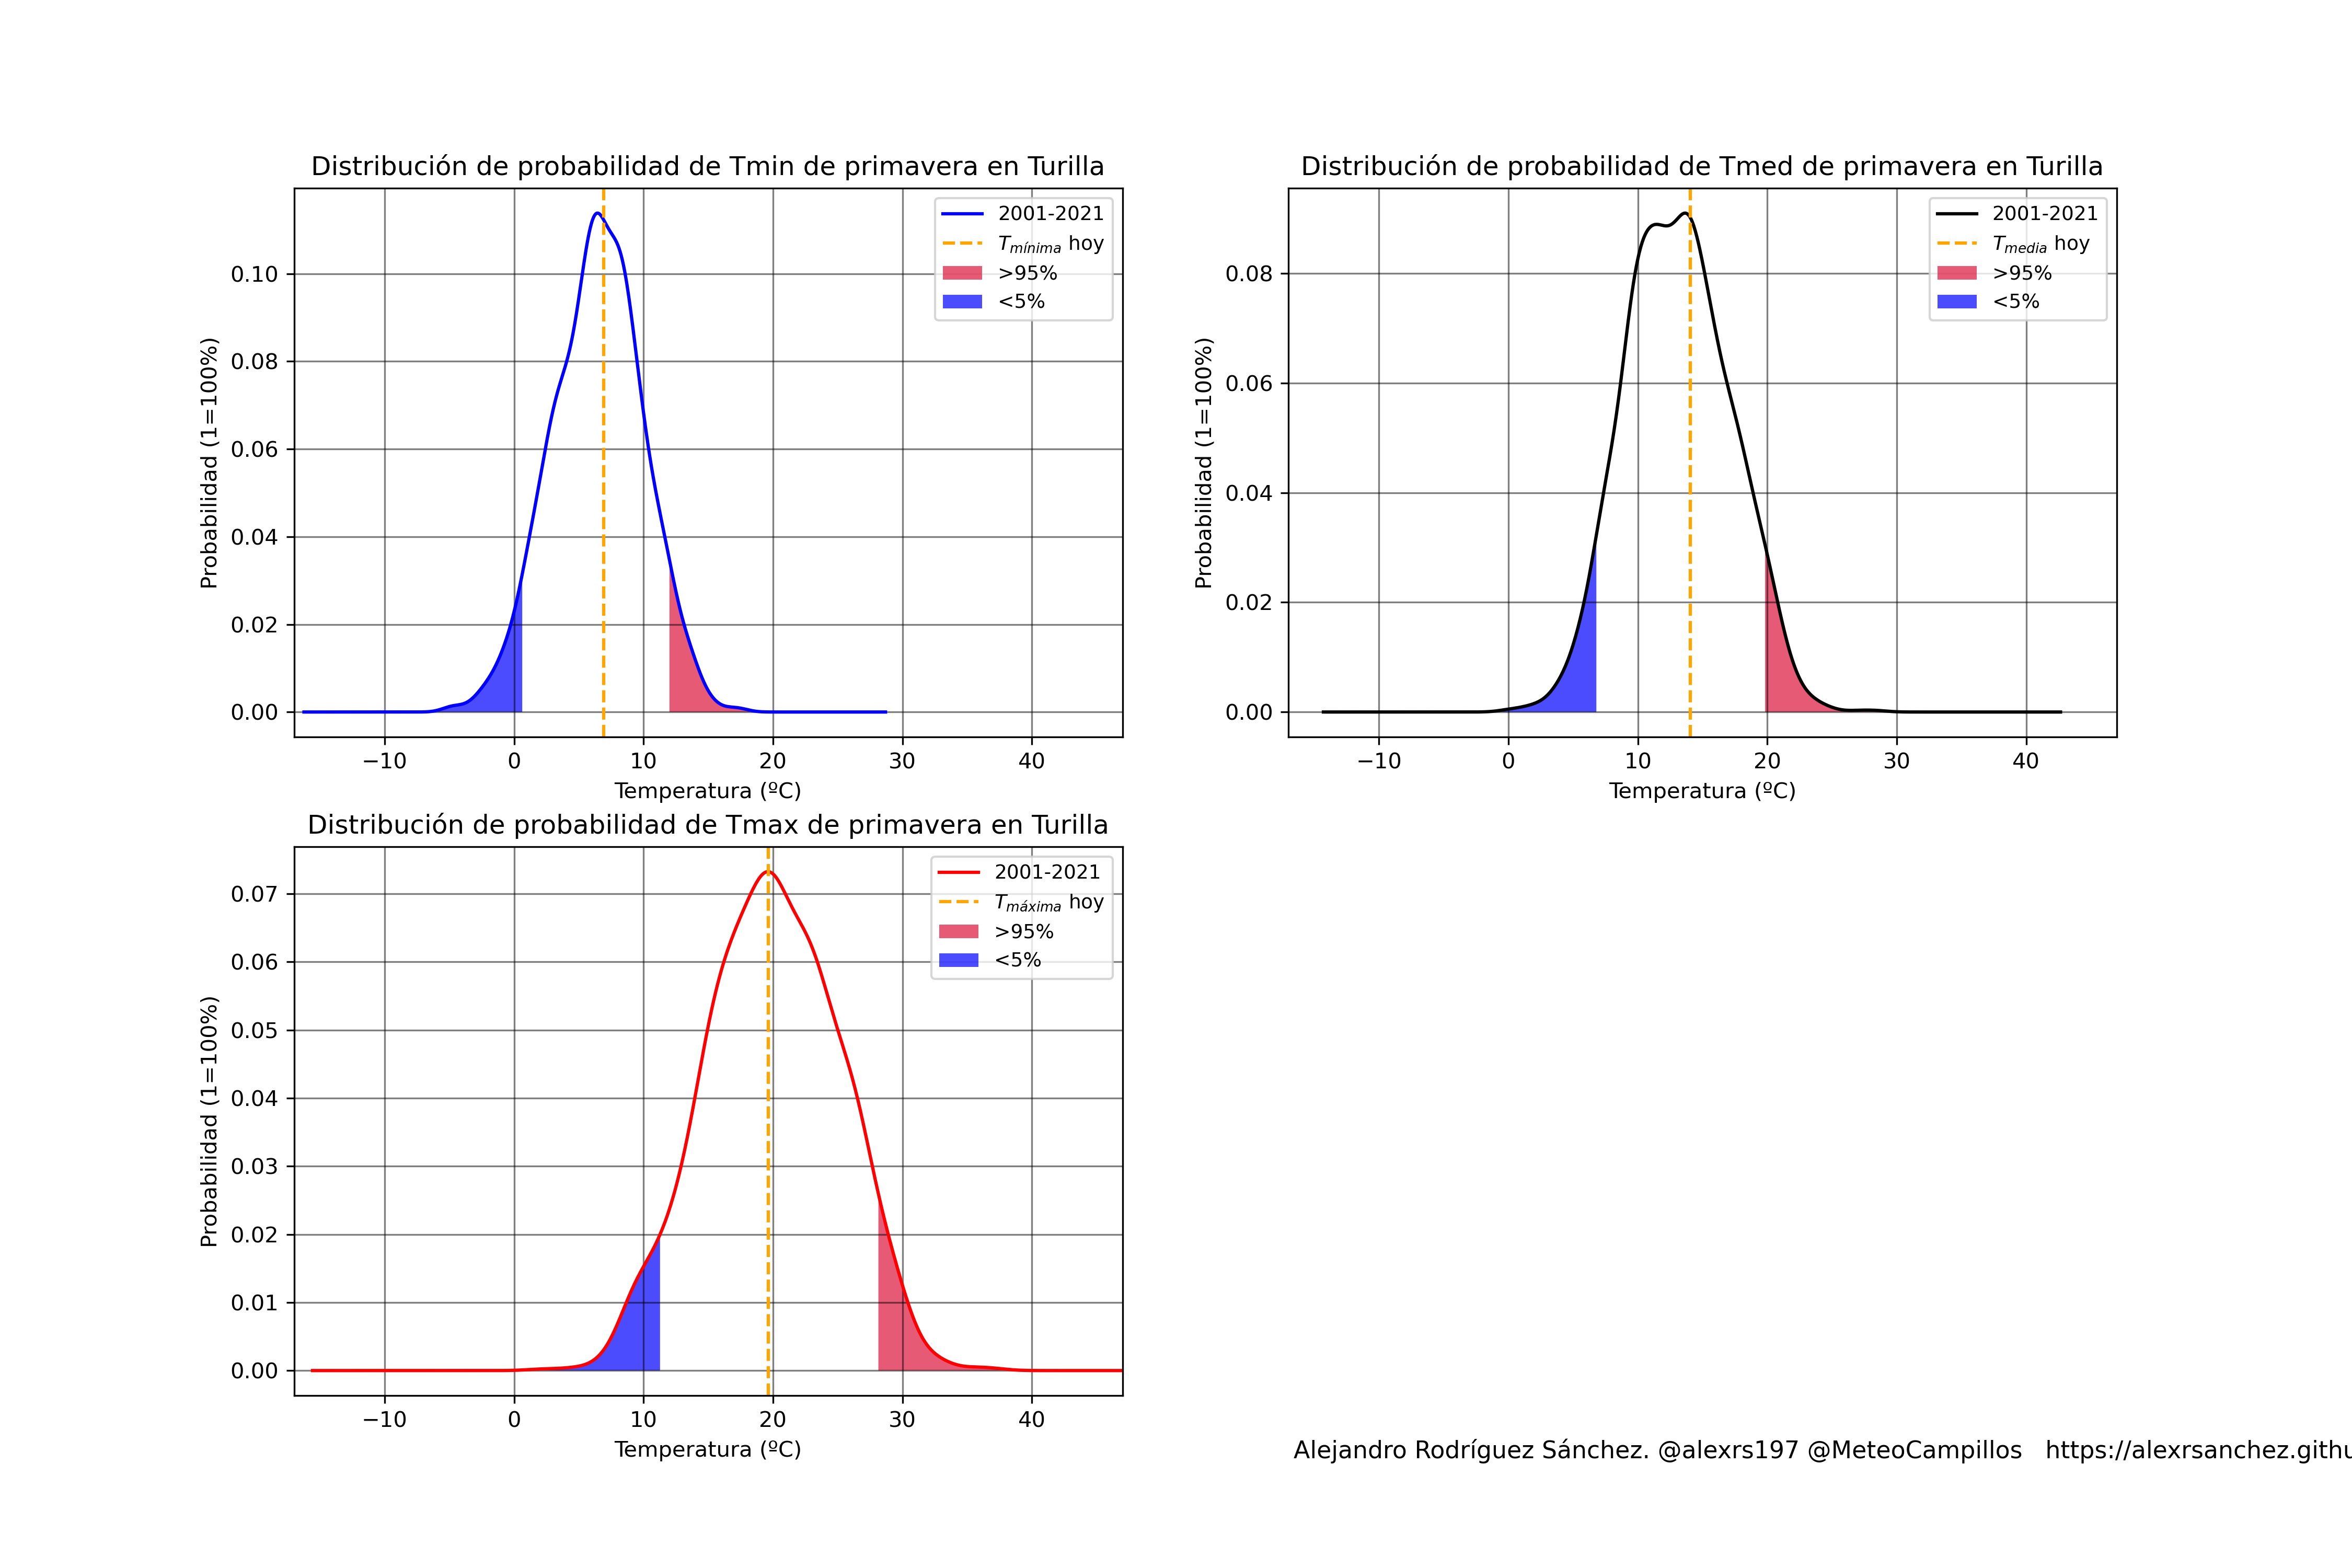 Distribución de probabilidad de Tmin de primavera en Turilla
Probabilidad (1=100%)
0.10
0.08
0.06
0.04
0.02
0.00
2001-2021
Tmínima hoy
>95%
<5%
−10 0 10 20 30 40
Temperatura (ºC)
Distribución de probabilidad de Tmed de primavera en Turilla
Probabilidad (1=100%)
0.08
0.06
0.04
0.02
0.00
2001-2021
Tmedia hoy
>95%
<5%
−10 0 10 20 30 40
Temperatura (ºC)
Distribución de probabilidad de Tmax de primavera en Turilla
Probabilidad (1=100%)
0.07
0.06
0.05
0.04
0.03
0.02
0.01
0.00
2001-2021
Tmáxima hoy
>95%
<5%
−10 0 10 20 30 40
Temperatura (ºC)
Alejandro Rodríguez Sánchez. @alexrs197 @MeteoCampillos https://alexrsanchez.githu